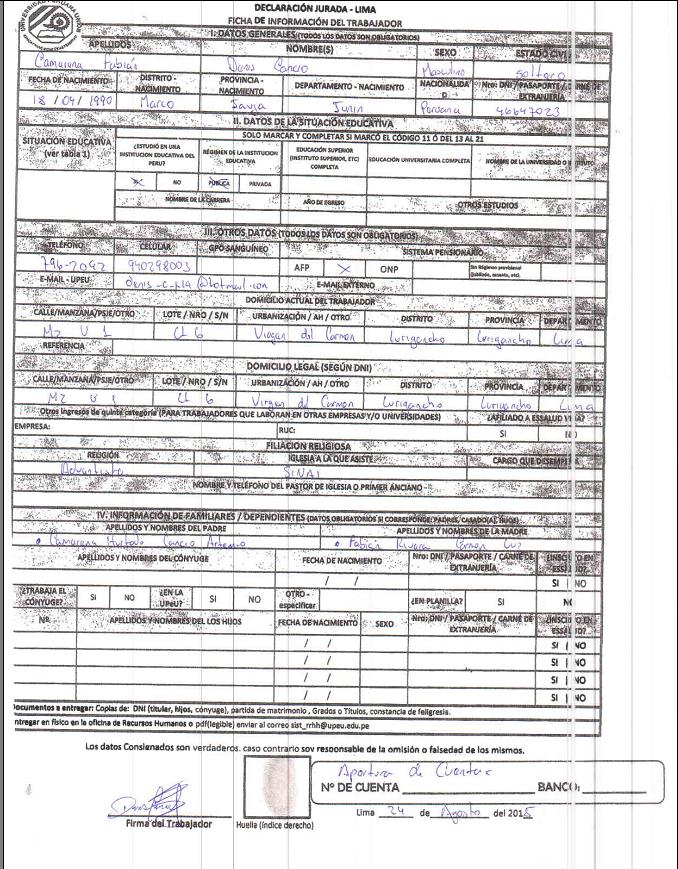 DECLARACIÓN JURADA - LIMA
FICHA DE INFORMACIÓN DEL TRABAJADOR
I. DATOS GENERALES (TODOS LOS DATOS SON OBLIGATORIOS)
APELLIDOS NOMBRE(S) SEXO ESTADO CIVIL
Camarena Fabián Denis Cancio Masculino Soltero
FECHA DE NACIMIENTO DISTRITO - NACIMIENTO PROVINCIA - NACIMIENTO DEPARTAMENTO - NACIMIENTO NACIONALIDAD Nro: DNI / PASAPORTE / CARNÉ DE EXTRANJERÍA
18 / 04 / 1990 Marco Jauja Junin Peruana 46647023
II. DATOS DE LA SITUACIÓN EDUCATIVA
SOLO MARCAR Y COMPLETAR SI MARCÓ EL CÓDIGO 11 Ó DEL 13 AL 21
SITUACIÓN EDUCATIVA (ver tabla 1) ¿ESTUDIÓ EN UNA INSTITUCION EDUCATIVA DEL PERU? RÉGIMEN DE LA INSTITUCION EDUCATIVA EDUCACIÓN SUPERIOR (INSTITUTO SUPERIOR, ETC) COMPLETA EDUCACIÓN UNIVERSITARIA COMPLETA NOMBRE DE LA UNIVERSIDAD O INSTITUTO
NO PÚBLICA PRIVADA
NOMBRE DE LA CARRERA AÑO DE EGRESO OTROS ESTUDIOS
III. OTROS DATOS (TODOS LOS DATOS SON OBLIGATORIOS)
TELÉFONO CELULAR GPO SANGUÍNEO SISTEMA PENSIONARIO
796-2092 940298003 AFP X ONP Sin Régimen provisional (Jubilado, cesante, etc).
E-MAIL - UPEU denis-c-p14@hotmail.com E-MAIL EXTERNO
DOMICILIO ACTUAL DEL TRABAJADOR
CALLE/MANZANA/PSJE/OTRO LOTE / NRO / S/N URBANIZACIÓN / AH / OTRO DISTRITO PROVINCIA DEPARTAMENTO
Mz U 1 Lt 6 Virgen del Carmen Lurigancho Lurigancho Lima
REFERENCIA
DOMICILIO LEGAL (SEGÚN DNI)
CALLE/MANZANA/PSJE/OTRO LOTE / NRO / S/N URBANIZACIÓN / AH / OTRO DISTRITO PROVINCIA DEPARTAMENTO
Mz U 1 Lt 6 Virgen del Carmen Lurigancho Lurigancho Lima
Otros ingresos de quinta categoría (PARA TRABAJADORES QUE LABORAN EN OTRAS EMPRESAS Y/O UNIVERSIDADES) ¿AFILIADO A ESSALUD VIDA?
EMPRESA: RUC: SI NO
FILIACIÓN RELIGIOSA
RELIGIÓN IGLESIA A LA QUE ASISTE CARGO QUE DESEMPEÑA
Adventista SINAI
NOMBRE Y TELÉFONO DEL PASTOR DE IGLESIA O PRIMER ANCIANO
IV. INFORMACIÓN DE FAMILIARES / DEPENDIENTES (DATOS OBLIGATORIOS SI CORRESPONDE: PADRES, CASADO(A), HIJOS)
APELLIDOS Y NOMBRES DEL PADRE APELLIDOS Y NOMBRES DE LA MADRE
Camarena Hurtado Cancio Artemio Fabián Rivera Carmen Luz
APELLIDOS Y NOMBRES DEL CÓNYUGE FECHA DE NACIMIENTO Nro: DNI / PASAPORTE / CARNÉ DE EXTRANJERÍA ¿INSCRITO EN ESSALUD?
/ / SI NO
¿TRABAJA EL CÓNYUGE? SI NO ¿EN LA UPeU? SI NO OTRO - especificar ¿EN PLANILLA? SI NO
Nº APELLIDOS Y NOMBRES DE LOS HIJOS FECHA DE NACIMIENTO SEXO Nro: DNI / PASAPORTE / CARNÉ DE EXTRANJERÍA ¿INSCRITO EN ESSALUD?
/ / SI NO
/ / SI NO
/ / SI NO
/ / SI NO
Documentos a entregar: Copias de: DNI (titular, hijos, cónyuge), partida de matrimonio, Grados o Títulos, constancia de feligresía.
Entregar en físico en la oficina de Recursos Humanos o pdf(legible) enviar al correo sist_rrhh@upeu.edu.pe
Los datos Consignados son verdaderos, caso contrario soy responsable de la omisión o falsedad de los mismos.
Apertura de Cuenta
Nº DE CUENTA BANCO:
Lima 24 de Agosto del 2015
Firma del Trabajador Huella (índice derecho)